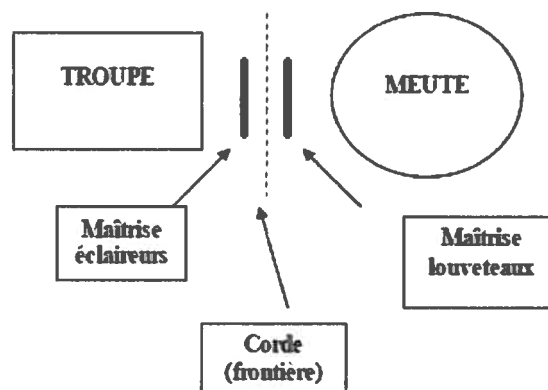 TROUPE
MEUTE
Maîtrise
éclaireurs
Maîtrise
louveteaux
Corde
(frontière)